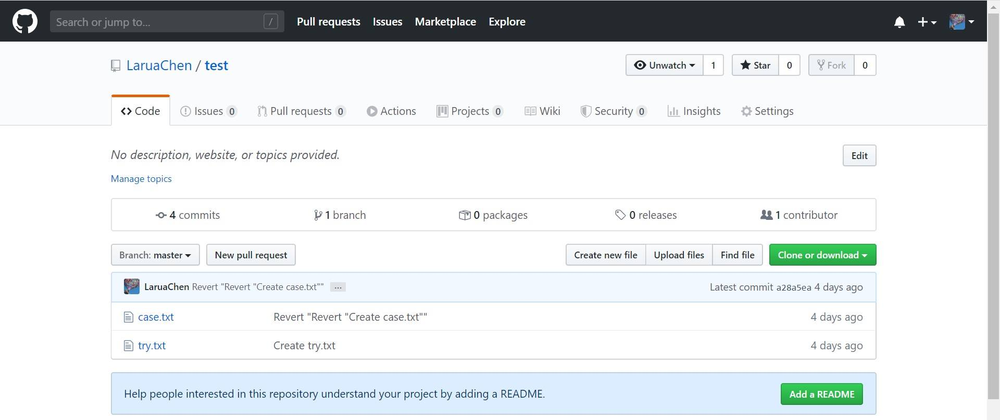 Search or jump to... /
Pull requests Issues Marketplace Explore
LaruaChen / test
Unwatch 1 Star 0 Fork 0
Code Issues 0 Pull requests 0 Actions Projects 0 Wiki Security 0 Insights Settings
No description, website, or topics provided.
Edit
Manage topics
4 commits 1 branch 0 packages 0 releases 1 contributor
Branch: master New pull request Create new file Upload files Find file Clone or download
LaruaChen Revert "Revert "Create case.txt"" ... Latest commit a28a5ea 4 days ago
case.txt Revert "Revert "Create case.txt"" 4 days ago
try.txt Create try.txt 4 days ago
Help people interested in this repository understand your project by adding a README. Add a README